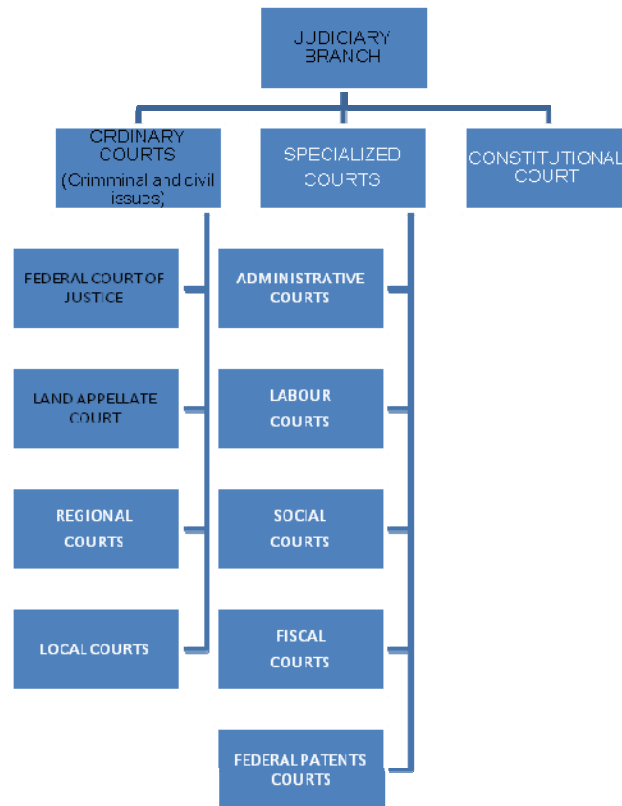 JUDICIARY
BRANCH
ORDINARY
COURTS
(Crimminal and civil
issues)
SPECIALIZED
COURTS
CONSTITUTIONAL
COURT
FEDERAL COURT OF
JUSTICE
LAND APPELLATE
COURT
REGIONAL
COURTS
LOCAL COURTS
ADMINISTRATIVE
COURTS
LABOUR
COURTS
SOCIAL
COURTS
FISCAL
COURTS
FEDERAL PATENTS
COURTS